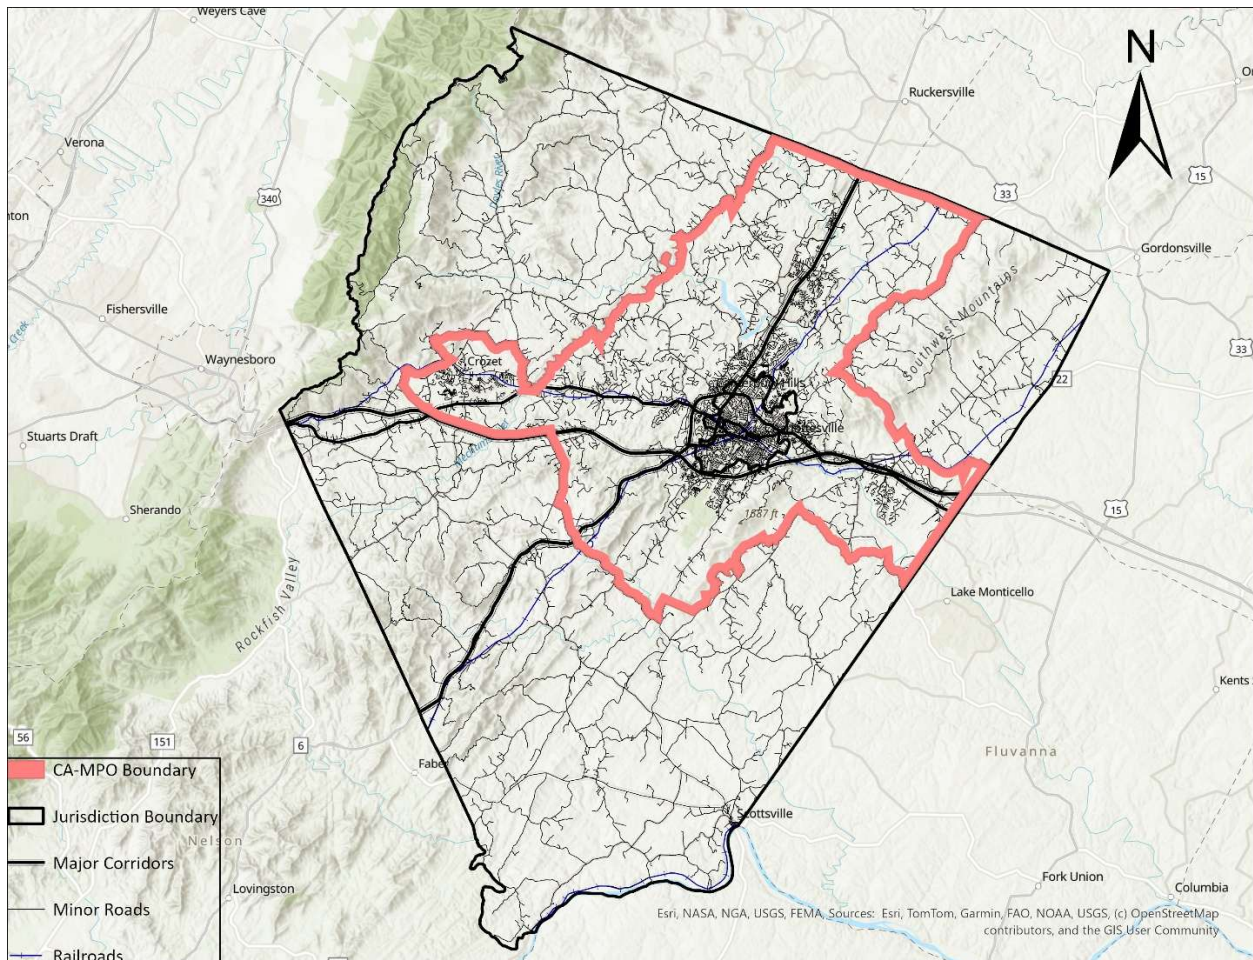 Weyers Cave
N
Ruckersville
Verona
33
15
340
Gordonsville
Southwest Mountains
Fishersville
Creek
Waynesboro
Crozet
33
22
Hills
Stuarts Draft
Sherando
1587 ft
15
Rockfish Valley
Lake Monticello
Kents
56
151
6
Fluvanna
CA-MPO Boundary
Faber
Jurisdiction Boundary
Scottsville
Nelson
Major Corridors
Lovingston
Fork Union
Columbia
Minor Roads
Esri, NASA, NGA, USGS, FEMA, Sources: Esri, TomTom, Garmin, FAO, NOAA, USGS, (c) OpenStreetMap
contributors, and the GIS User Community
Railroads